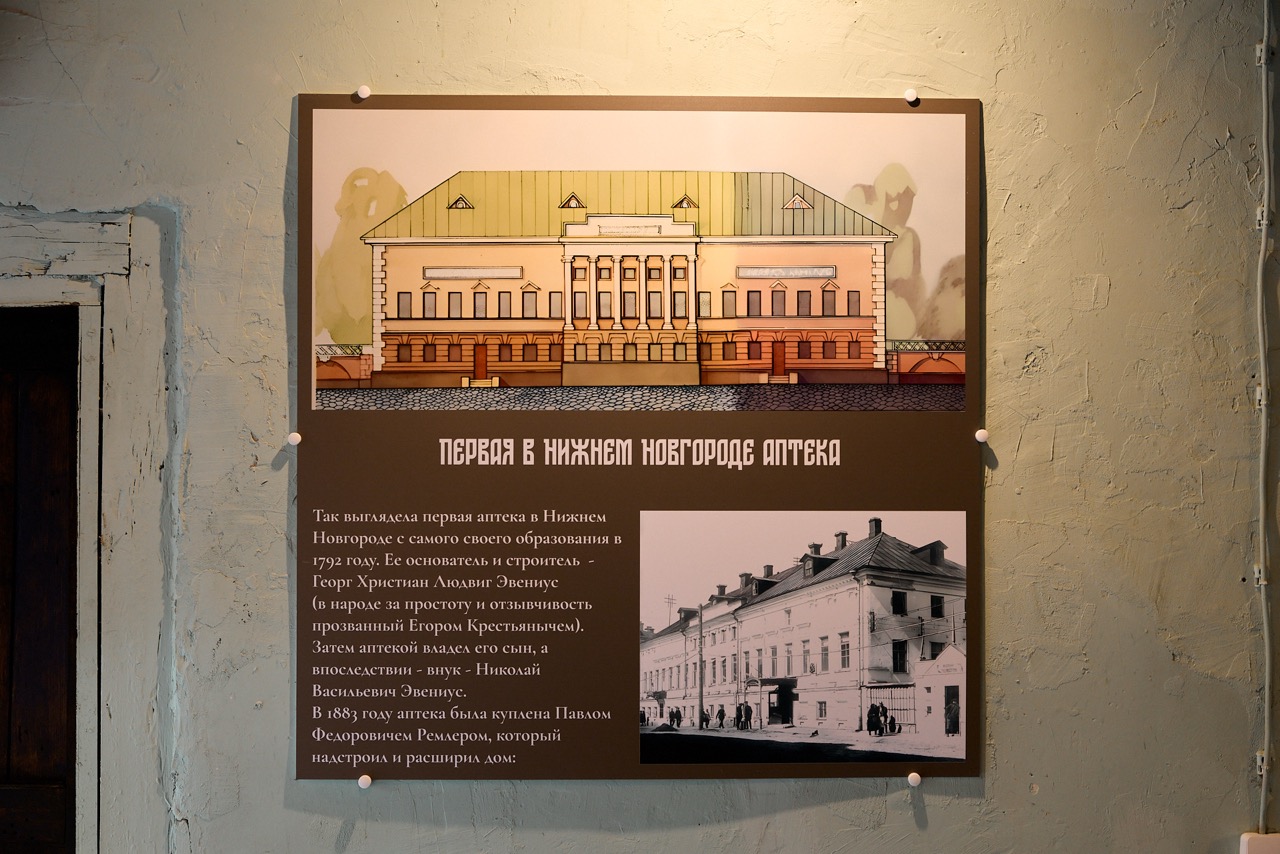 ПЕРВАЯ В НИЖНЕМ НОВГОРОДЕ АПТЕКА
Так выглядела первая аптека в Нижнем
Новгороде с самого своего образования в
1792 году. Ее основатель и строитель -
Георг Христиан Людвиг Эвениус
(в народе за простоту и отзывчивость
прозванный Егором Крестьянычем).
Затем аптекой владел его сын, а
впоследствии - внук - Николай
Васильевич Эвениус.
В 1883 году аптека была куплена Павлом
Федоровичем Ремлером, который
надстроил и расширил дом: